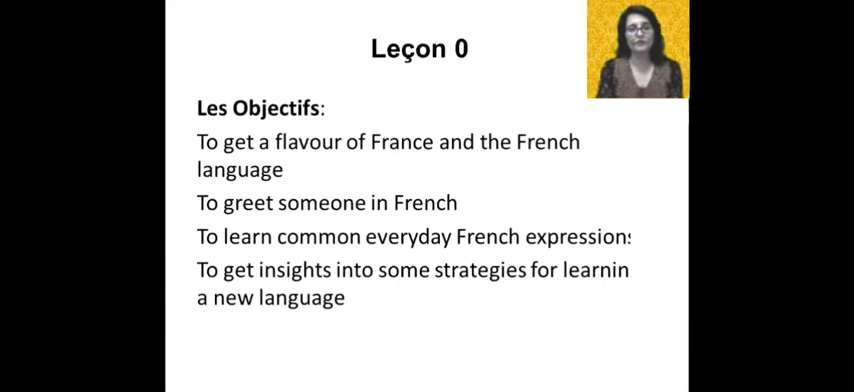 Leçon 0
Les Objectifs:
To get a flavour of France and the French
language
To greet someone in French
To learn common everyday French expressions
To get insights into some strategies for learnin
a new language